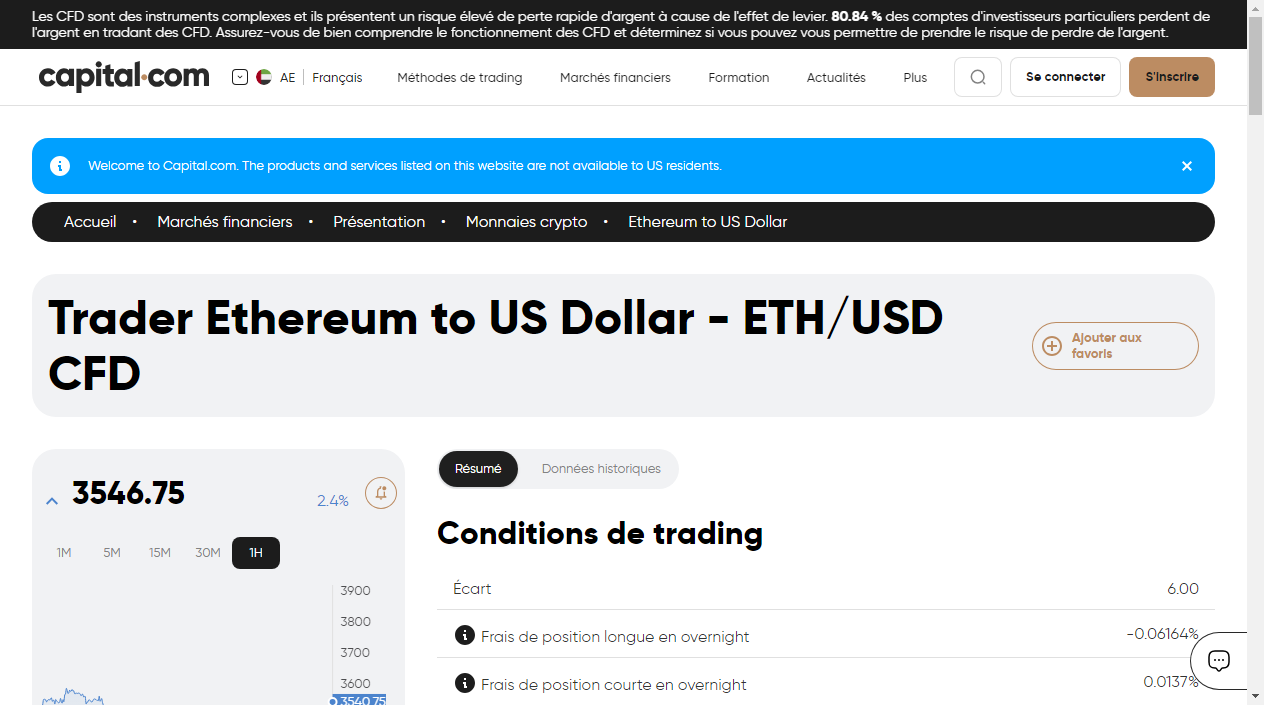 Les CFD sont des instruments complexes et ils présentent un risque élevé de perte rapide d'argent à cause de l'effet de levier. 80.84 % des comptes d'investisseurs particuliers perdent de
l'argent en tradant des CFD. Assurez-vous de bien comprendre le fonctionnement des CFD et déterminez si vous pouvez vous permettre de prendre le risque de perdre de l'argent.
capital.com AE Français Méthodes de trading Marchés financiers Formation Actualités Plus Se connecter S'inscrire
Welcome to Capital.com. The products and services listed on this website are not available to US residents.
Accueil • Marchés financiers • Présentation • Monnaies crypto • Ethereum to US Dollar
Trader Ethereum to US Dollar - ETH/USD
CFD
Ajouter aux
favoris
3546.75 2.4%
1M 5M 15M 30M 1H
3900
3800
3700
3600
3540.75
Résumé Données historiques
Conditions de trading
Écart 6.00
Frais de position longue en overnight -0.06164%
Frais de position courte en overnight 0.0137%